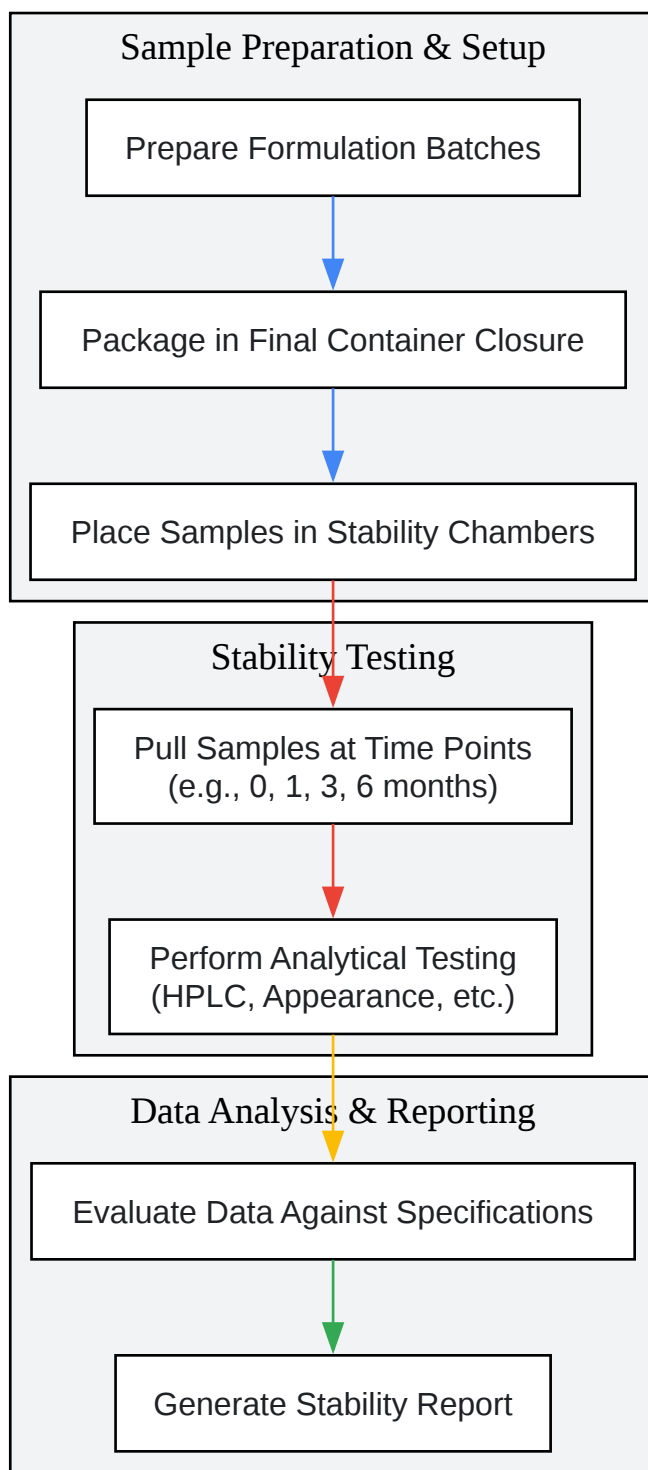 Sample Preparation & Setup
Prepare Formulation Batches
Package in Final Container Closure
Place Samples in Stability Chambers
Stability Testing
Pull Samples at Time Points
(e.g., 0, 1, 3, 6 months)
Perform Analytical Testing
(HPLC, Appearance, etc.)
Data Analysis & Reporting
Evaluate Data Against Specifications
Generate Stability Report